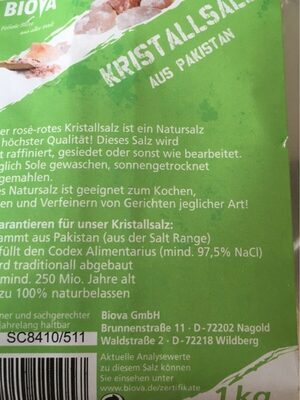 BIOVA
KRISTALLSALZ
AUS PAKISTAN
er rosé-rotes Kristallsalz ist ein Natursalz
höchster Qualität! Dieses Salz wird
t raffiniert, gesiedet oder sonst wie bearbeitet.
glich Sole gewaschen, sonnengetrocknet
gemahlen.
es Natursalz ist geeignet zum Kochen,
en und Verfeinern von Gerichten jeglicher Art!
arantieren für unser Kristallsalz:
ammt aus Pakistan (aus der Salt Range)
füllt den Codex Alimentarius (mind. 97,5% NaCl)
rd traditionall abgebaut
mind. 250 Mio. Jahre alt
zu 100% naturbelassen
ner und sachgerechter
jahrelang haltbar
SC8410/511
Biova GmbH
Brunnenstraße 11 · D-72202 Nagold
Waldstraße 2 · D-72218 Wildberg
Aktuelle Analysewerte
zu diesem Salz können
Sie einsehen unter
www.biova.de/zertifikate
1kg